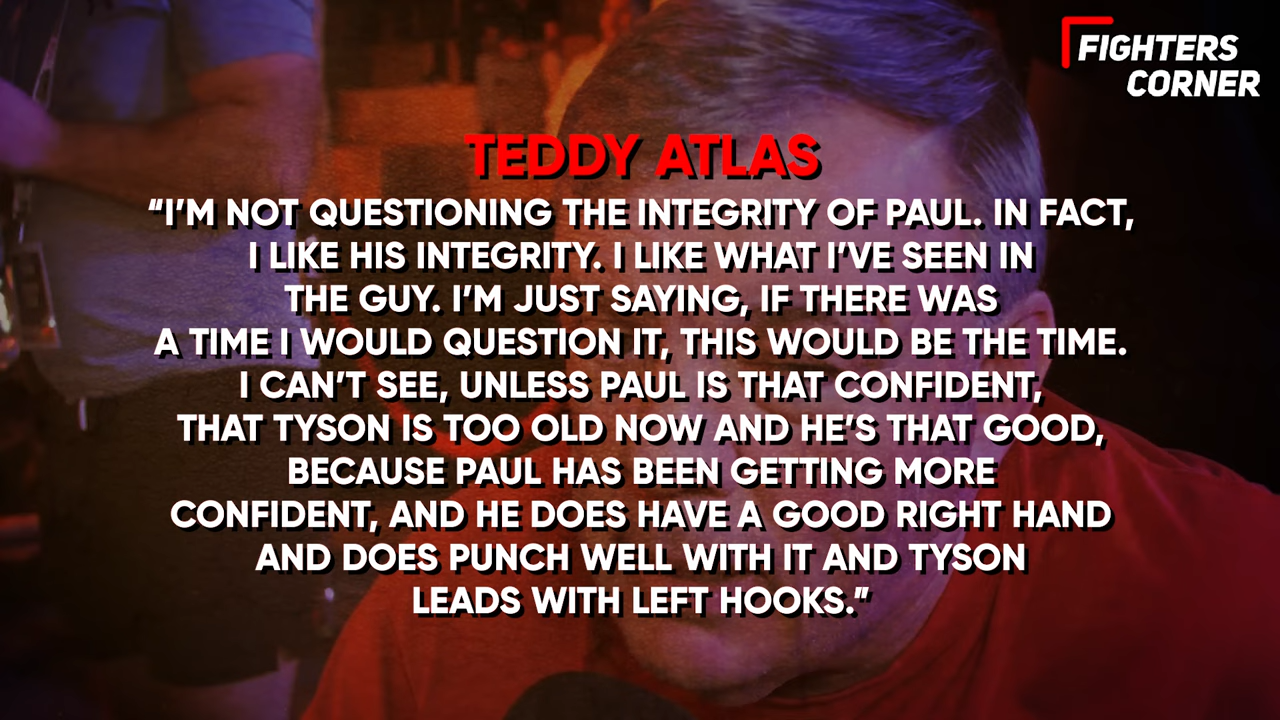 FIGHTERS
CORNER
TEDDY ATLAS
“I’M NOT QUESTIONING THE INTEGRITY OF PAUL. IN FACT,
I LIKE HIS INTEGRITY. I LIKE WHAT I’VE SEEN IN
THE GUY. I’M JUST SAYING, IF THERE WAS
A TIME I WOULD QUESTION IT, THIS WOULD BE THE TIME.
I CAN’T SEE, UNLESS PAUL IS THAT CONFIDENT,
THAT TYSON IS TOO OLD NOW AND HE’S THAT GOOD,
BECAUSE PAUL HAS BEEN GETTING MORE
CONFIDENT, AND HE DOES HAVE A GOOD RIGHT HAND
AND DOES PUNCH WELL WITH IT AND TYSON
LEADS WITH LEFT HOOKS.”